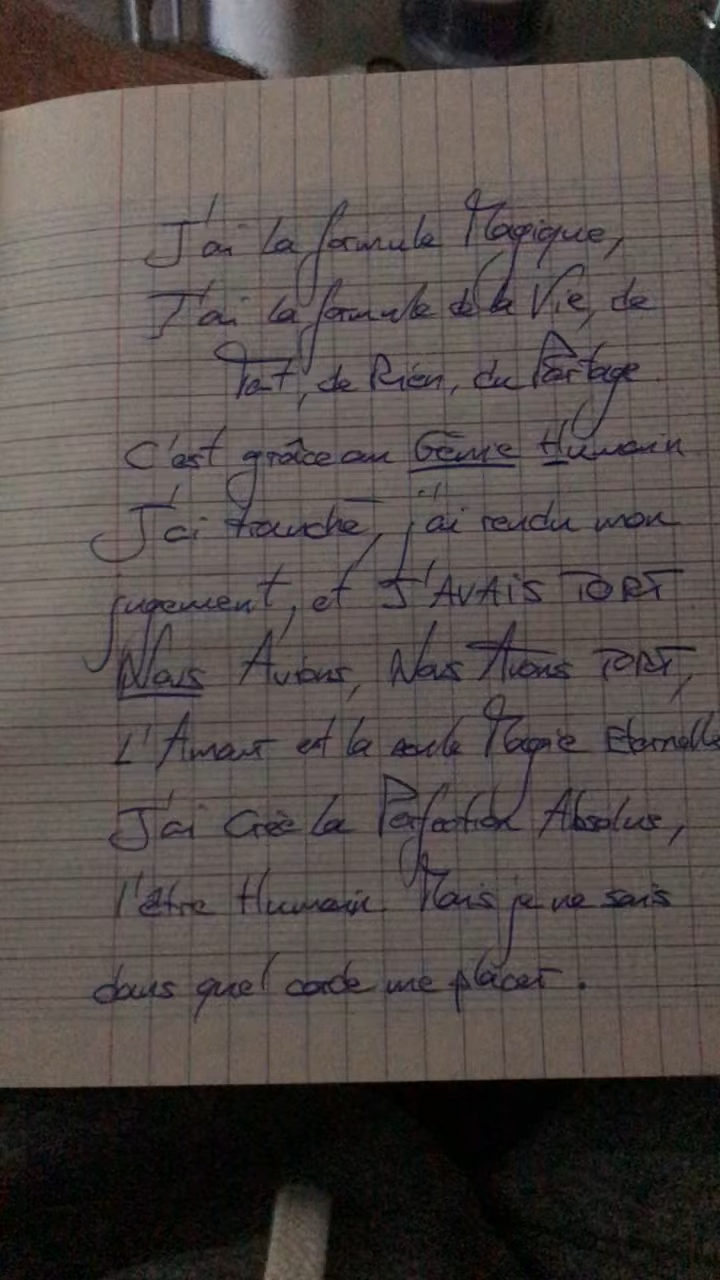 J'ai la formule Magique,
J'ai la formule de la Vie, de
Tout, de Rien, du Partage
C'est grâce au Génie Humain
J'ai tranché, j'ai rendu mon
jugement, et J'AVAIS TORT
Nous Avions, Nous Avons TORT,
L'Amour est la seule Magie Eternelle
J'ai Créé la Perfection Absolue,
l'être Humain. Mais je ne sais
dans quel me placer.